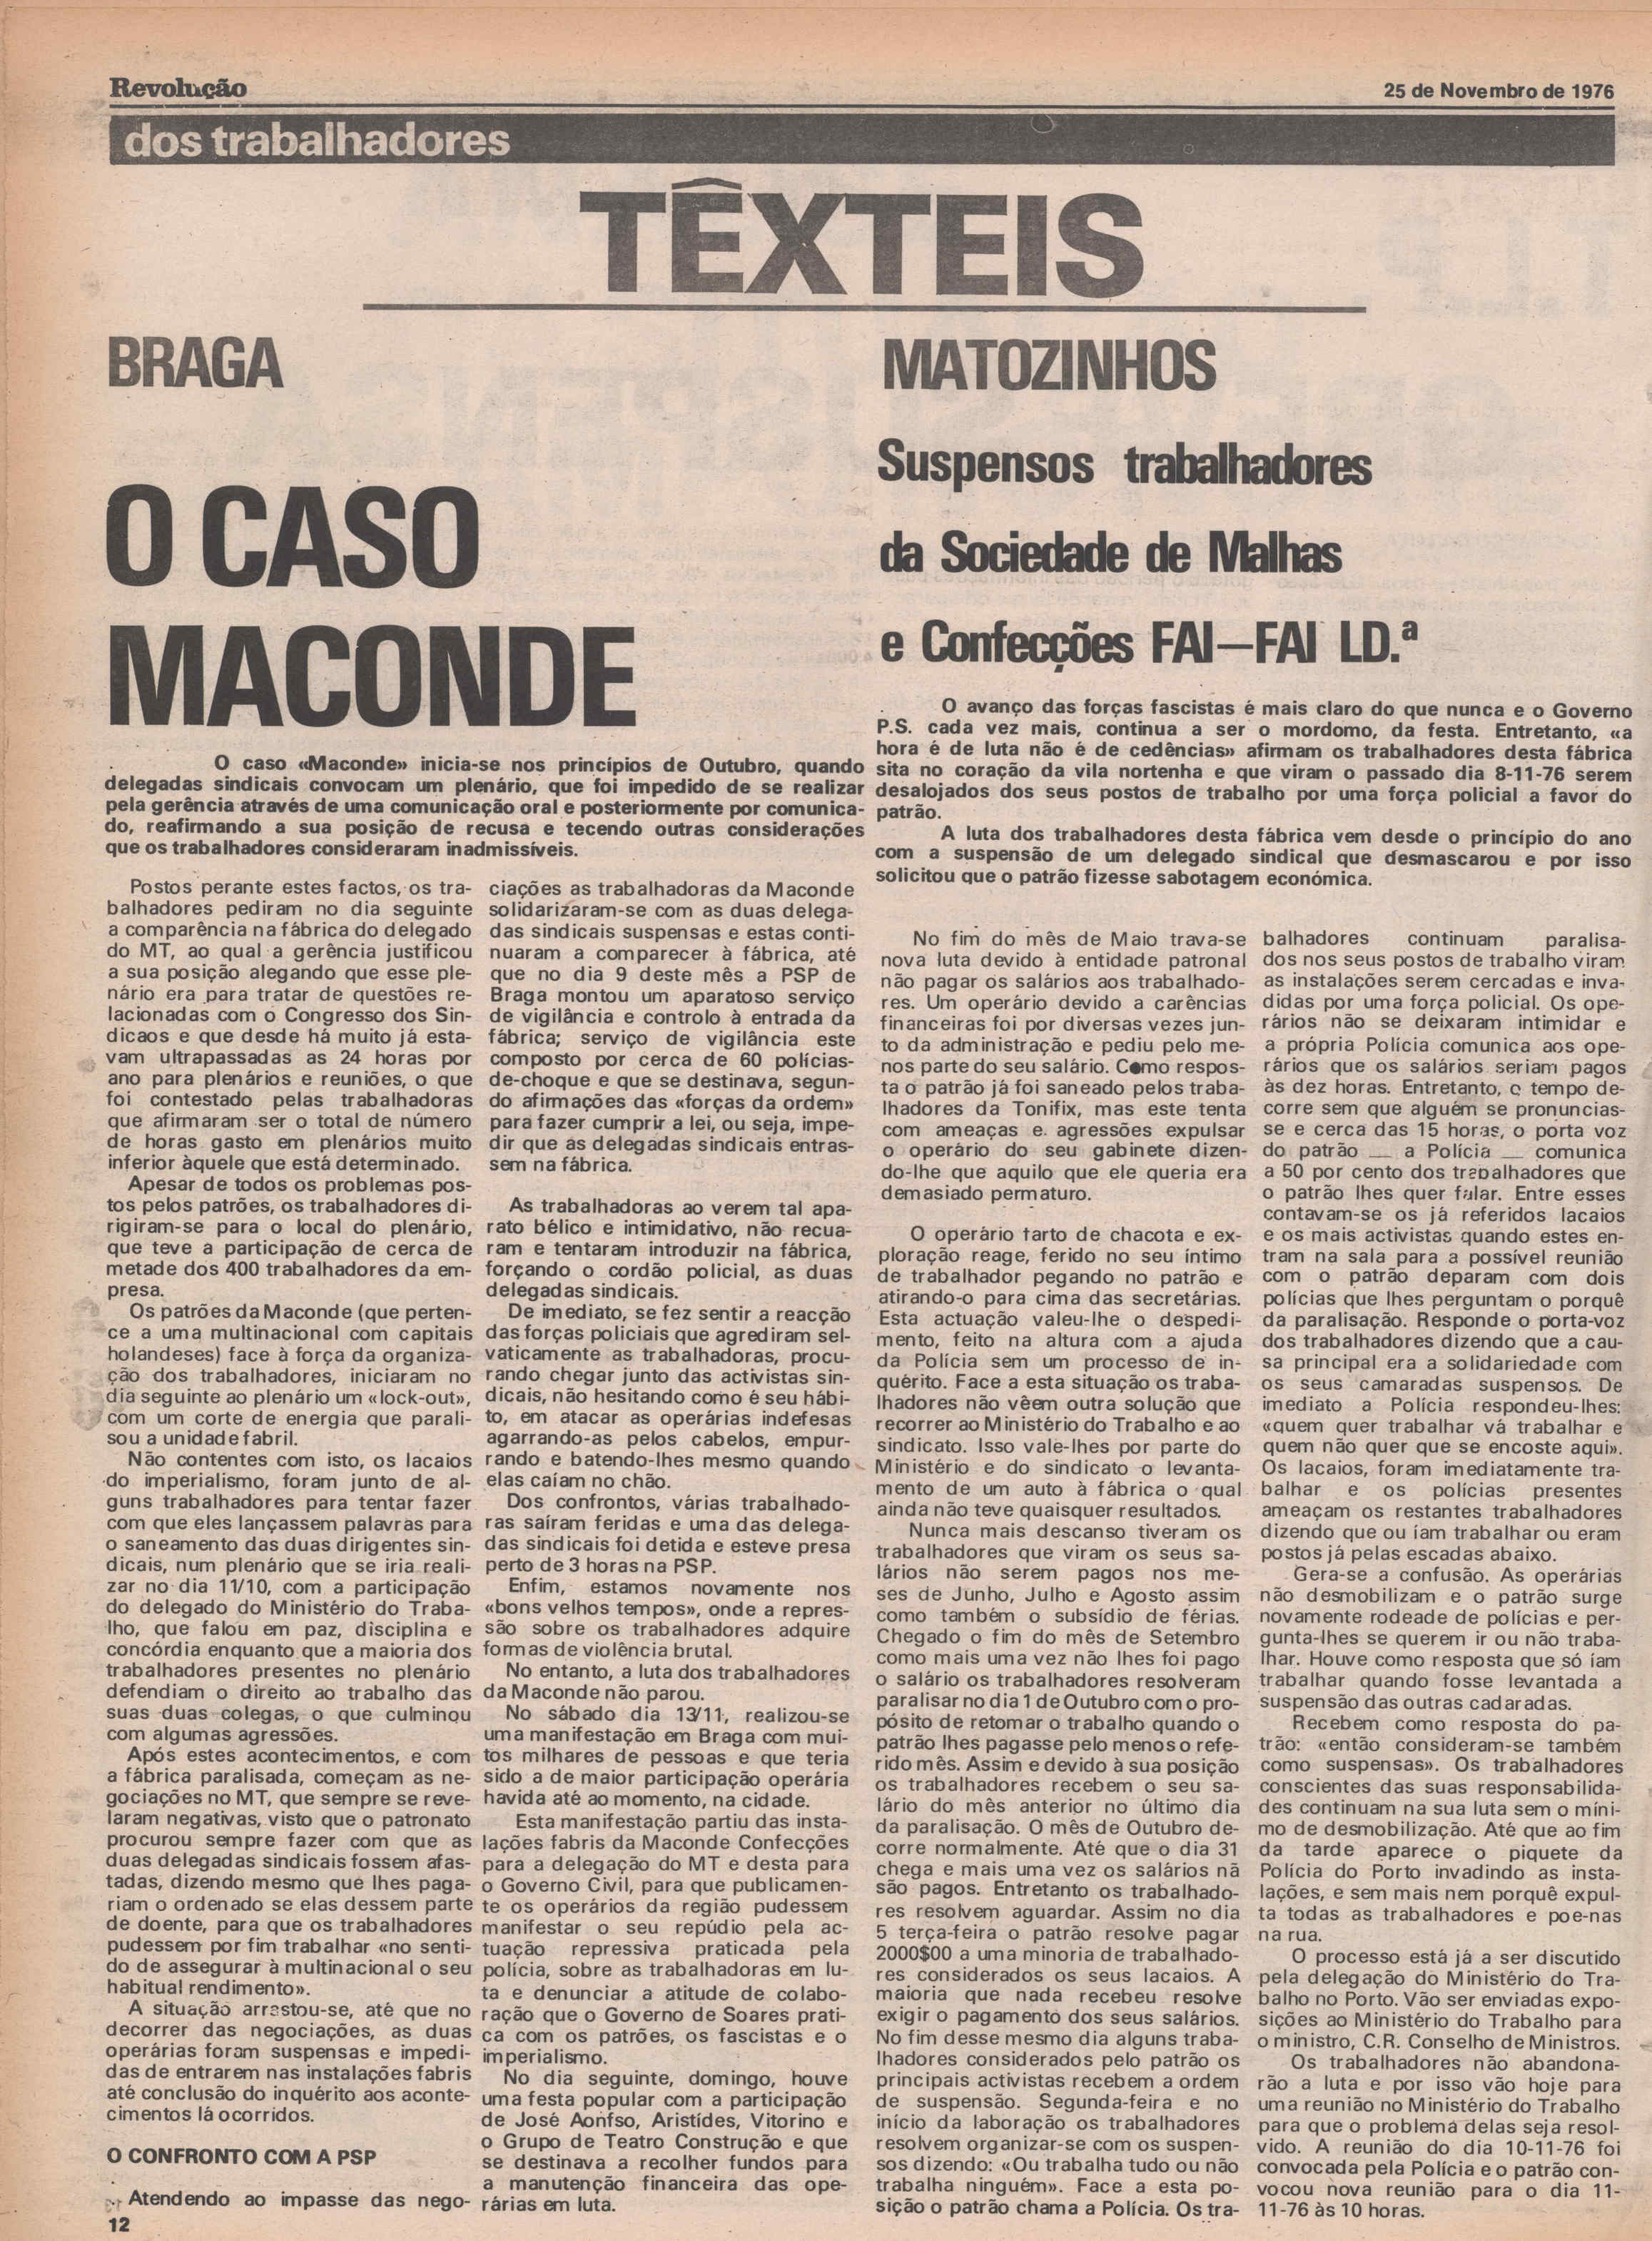 Revolução
25 de Novembro de 1976
dos trabalhadores
TÊXTEIS
BRAGA
O CASO
MACONDE
O caso «Maconde» inicia-se nos princípios de Outubro, quando
delegadas sindicais convocam um plenário, que foi impedido de se realizar
pela gerência através de uma comunicação oral e posteriormente por comunica-
do, reafirmando a sua posição de recusa e tecendo outras considerações
que os trabalhadores consideraram inadmissíveis.
Postos perante estes factos, os tra-
balhadores pediram no dia seguinte
a comparência na fábrica do delegado
do MT, ao qual a gerência justificou
a sua posição alegando que esse ple-
nário era para tratar de questões re-
lacionadas com o Congresso dos Sin-
dicaos e que desde há muito já esta-
vam ultrapassadas as 24 horas por
ano para plenários e reuniões, o que
foi contestado pelas trabalhadoras
que afirmaram ser o total de número
de horas gasto em plenários muito
inferior àquele que está determinado.
Apesar de todos os problemas pos-
tos pelos patrões, os trabalhadores di-
rigiram-se para o local do plenário,
que teve a participação de cerca de
metade dos 400 trabalhadores da em-
presa.
Os patrões da Maconde (que perten-
ce a uma multinacional com capitais
holandeses) face à força da organiza-
ção dos trabalhadores, iniciaram no
dia seguinte ao plenário um «lock-out»,
com um corte de energia que parali-
sou a unidade fabril.
Não contentes com isto, os lacaios
do imperialismo, foram junto de al-
guns trabalhadores para tentar fazer
com que eles lançassem palavras para
o saneamento das duas dirigentes sin-
dicais, num plenário que se iria reali-
zar no dia 11/10, com a participação
do delegado do Ministério do Traba-
lho, que falou em paz, disciplina e
concórdia enquanto que a maioria dos
trabalhadores presentes no plenário
defendiam o direito ao trabalho das
suas duas colegas, o que culminou
com algumas agressões.
Após estes acontecimentos, e com
a fábrica paralisada, começam as ne-
gociações no MT, que sempre se reve-
laram negativas, visto que o patronato
procurou sempre fazer com que as
duas delegadas sindicais fossem afas-
tadas, dizendo mesmo que lhes paga-
riam o ordenado se elas dessem parte
de doente, para que os trabalhadores
pudessem por fim trabalhar «no senti-
do de assegurar à multinacional o seu
habitual rendimento».
A situação arrastou-se, até que no
decorrer das negociações, as duas
operárias foram suspensas e impedi-
das de entrarem nas instalações fabris
até conclusão do inquérito aos aconte-
cimentos lá ocorridos.
O CONFRONTO COM A PSP
Atendendo ao impasse das nego-
12
ciações as trabalhadoras da Maconde
solidarizaram-se com as duas delega-
das sindicais suspensas e estas conti-
nuaram a comparecer à fábrica, até
que no dia 9 deste mês a PSP de
Braga montou um aparatoso serviço
de vigilância e controlo à entrada da
fábrica; serviço de vigilância este
composto por cerca de 60 polícias-
de-choque e que se destinava, segun-
do afirmações das «forças da ordem»
para fazer cumprir a lei, ou seja, impe-
dir que as delegadas sindicais entras-
sem na fábrica.
As trabalhadoras ao verem tal apa-
rato bélico e intimidativo, não recua-
ram e tentaram introduzir na fábrica,
forçando o cordão policial, as duas
delegadas sindicais.
De imediato, se fez sentir a reacção
das forças policiais que agrediram sel-
vaticamente as trabalhadoras, procu-
rando chegar junto das activistas sin-
dicais, não hesitando como é seu hábi-
to, em atacar as operárias indefesas
agarrando-as pelos cabelos, empur-
rando e batendo-lhes mesmo quando
elas caíam no chão.
Dos confrontos, várias trabalhado-
ras saíram feridas e uma das delega-
das sindicais foi detida e esteve presa
perto de 3 horas na PSP.
Enfim, estamos novamente nos
«bons velhos tempos», onde a repres-
são sobre os trabalhadores adquire
formas de violência brutal.
No entanto, a luta dos trabalhadores
da Maconde não parou.
No sábado dia 13/11, realizou-se
uma manifestação em Braga com mui-
tos milhares de pessoas e que teria
sido a de maior participação operária
havida até ao momento, na cidade.
Esta manifestação partiu das insta-
lações fabris da Maconde Confecções
para a delegação do MT e desta para
o Governo Civil, para que publicamen-
te os operários da região pudessem
manifestar o seu repúdio pela ac-
tuação repressiva praticada pela
polícia, sobre as trabalhadoras em lu-
ta e denunciar a atitude de colabo-
ração que o Governo de Soares prati-
ca com os patrões, os fascistas e o
imperialismo.
No dia seguinte, domingo, houve
uma festa popular com a participação
de José Aonfso, Aristídes, Vitorino e
o Grupo de Teatro Construção e que
se destinava a recolher fundos para
a manutenção financeira das ope-
rárias em luta.
MATOZINHOS
Suspensos trabalhadores
da Sociedade de Malhas
e Confecções FAI—FAI LD.ª
O avanço das forças fascistas é mais claro do que nunca e o Governo
P.S. cada vez mais, continua a ser o mordomo, da festa. Entretanto, «a
hora é de luta não é de cedências» afirmam os trabalhadores desta fábrica
sita no coração da vila nortenha e que viram o passado dia 8-11-76 serem
desalojados dos seus postos de trabalho por uma força policial a favor do
patrão.
A luta dos trabalhadores desta fábrica vem desde o princípio do ano
com a suspensão de um delegado sindical que desmascarou e por isso
solicitou que o patrão fizesse sabotagem económica.
No fim do mês de Maio trava-se
nova luta devido à entidade patronal
não pagar os salários aos trabalhado-
res. Um operário devido a carências
financeiras foi por diversas vezes jun-
to da administração e pediu pelo me-
nos parte do seu salário. Como respos-
ta o patrão já foi saneado pelos traba-
lhadores da Tonifix, mas este tenta
com ameaças e agressões expulsar
o operário do seu gabinete dizen-
do-lhe que aquilo que ele queria era
demasiado permaturo.
O operário farto de chacota e ex-
ploração reage, ferido no seu íntimo
de trabalhador pegando no patrão e
atirando-o para cima das secretárias.
Esta actuação valeu-lhe o despedi-
mento, feito na altura com a ajuda
da Polícia sem um processo de in-
quérito. Face a esta situação os traba-
lhadores não vêem outra solução que
recorrer ao Ministério do Trabalho e ao
sindicato. Isso vale-lhes por parte do
Ministério e do sindicato o levanta-
mento de um auto à fábrica o qual
ainda não teve quaisquer resultados.
Nunca mais descanso tiveram os
trabalhadores que viram os seus sa-
lários não serem pagos nos me-
ses de Junho, Julho e Agosto assim
como também o subsídio de férias.
Chegado o fim do mês de Setembro
como mais uma vez não lhes foi pago
o salário os trabalhadores resolveram
paralisar no dia 1 de Outubro com o pro-
pósito de retomar o trabalho quando o
patrão lhes pagasse pelo menos o refe-
rido mês. Assim e devido à sua posição
os trabalhadores recebem o seu sa-
lário do mês anterior no último dia
da paralisação. O mês de Outubro de-
corre normalmente. Até que o dia 31
chega e mais uma vez os salários nã
são pagos. Entretanto os trabalhado-
res resolvem aguardar. Assim no dia
5 terça-feira o patrão resolve pagar
2000$00 a uma minoria de trabalhado-
res considerados os seus lacaios. A
maioria que nada recebeu resolve
exigir o pagamento dos seus salários.
No fim desse mesmo dia alguns traba-
lhadores considerados pelo patrão os
principais activistas recebem a ordem
de suspensão. Segunda-feira e no
início da laboração os trabalhadores
resolvem organizar-se com os suspen-
sos dizendo: «Ou trabalha tudo ou não
trabalha ninguém». Face a esta po-
sição o patrão chama a Polícia. Os tra-
balhadores continuam paralisa-
dos nos seus postos de trabalho viram
as instalações serem cercadas e inva-
didas por uma força policial. Os ope-
rários não se deixaram intimidar e
a própria Polícia comunica aos ope-
rários que os salários seriam pagos
às dez horas. Entretanto, o tempo de-
corre sem que alguém se pronuncias-
se e cerca das 15 horas, o porta voz
do patrão — a Polícia — comunica
a 50 por cento dos trabalhadores que
o patrão lhes quer falar. Entre esses
contavam-se os já referidos lacaios
e os mais activistas quando estes en-
tram na sala para a possível reunião
com o patrão deparam com dois
polícias que lhes perguntam o porquê
da paralisação. Responde o porta-voz
dos trabalhadores dizendo que a cau-
sa principal era a solidariedade com
os seus camaradas suspensos. De
imediato a Polícia respondeu-lhes:
«quem quer trabalhar vá trabalhar e
quem não quer que se encoste aqui».
Os lacaios, foram imediatamente tra-
balhar e os polícias presentes
ameaçam os restantes trabalhadores
dizendo que ou íam trabalhar ou eram
postos já pelas escadas abaixo.
Gera-se a confusão. As operárias
não desmobilizam e o patrão surge
novamente rodeade de polícias e per-
gunta-lhes se querem ir ou não traba-
lhar. Houve como resposta que só íam
trabalhar quando fosse levantada a
suspensão das outras cadaradas.
Recebem como resposta do pa-
trão: «então consideram-se também
como suspensas». Os trabalhadores
conscientes das suas responsabilida-
des continuam na sua luta sem o míni-
mo de desmobilização. Até que ao fim
da tarde aparece o piquete da
Polícia do Porto invadindo as insta-
lações, e sem mais nem porquê expul-
ta todas as trabalhadores e poe-nas
na rua.
O processo está já a ser discutido
pela delegação do Ministério do Tra-
balho no Porto. Vão ser enviadas expo-
sições ao Ministério do Trabalho para
o ministro, C.R. Conselho de Ministros.
Os trabalhadores não abandona-
rão a luta e por isso vão hoje para
uma reunião no Ministério do Trabalho
para que o problema delas seja resol-
vido. A reunião do dia 10-11-76 foi
convocada pela Polícia e o patrão con-
vocou nova reunião para o dia 11-
11-76 às 10 horas.